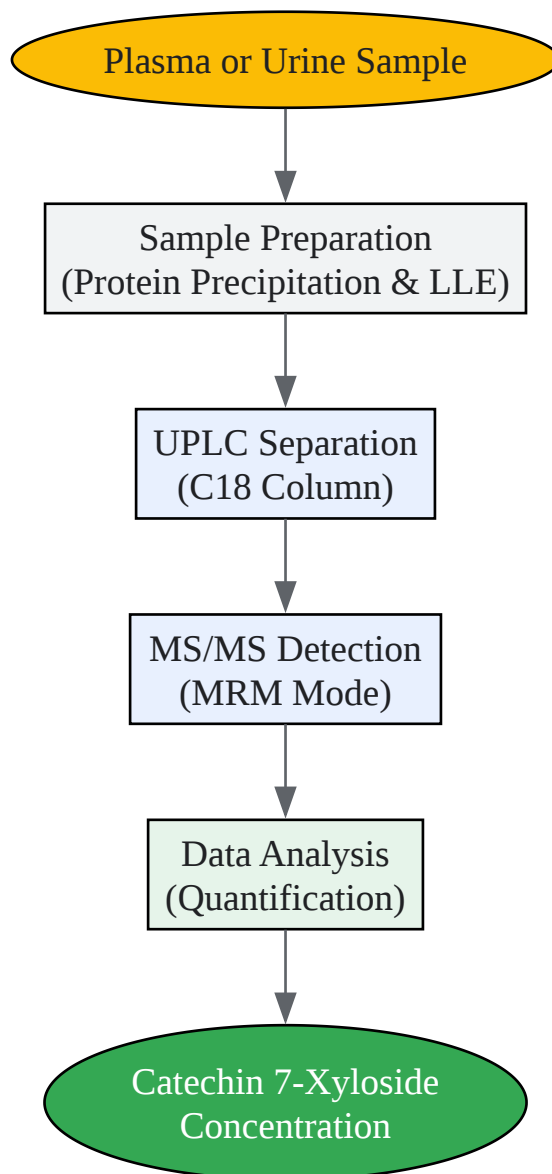 Plasma or Urine Sample
Sample Preparation
(Protein Precipitation & LLE)
UPLC Separation
(C18 Column)
MS/MS Detection
(MRM Mode)
Data Analysis
(Quantification)
Catechin 7-Xyloside
Concentration